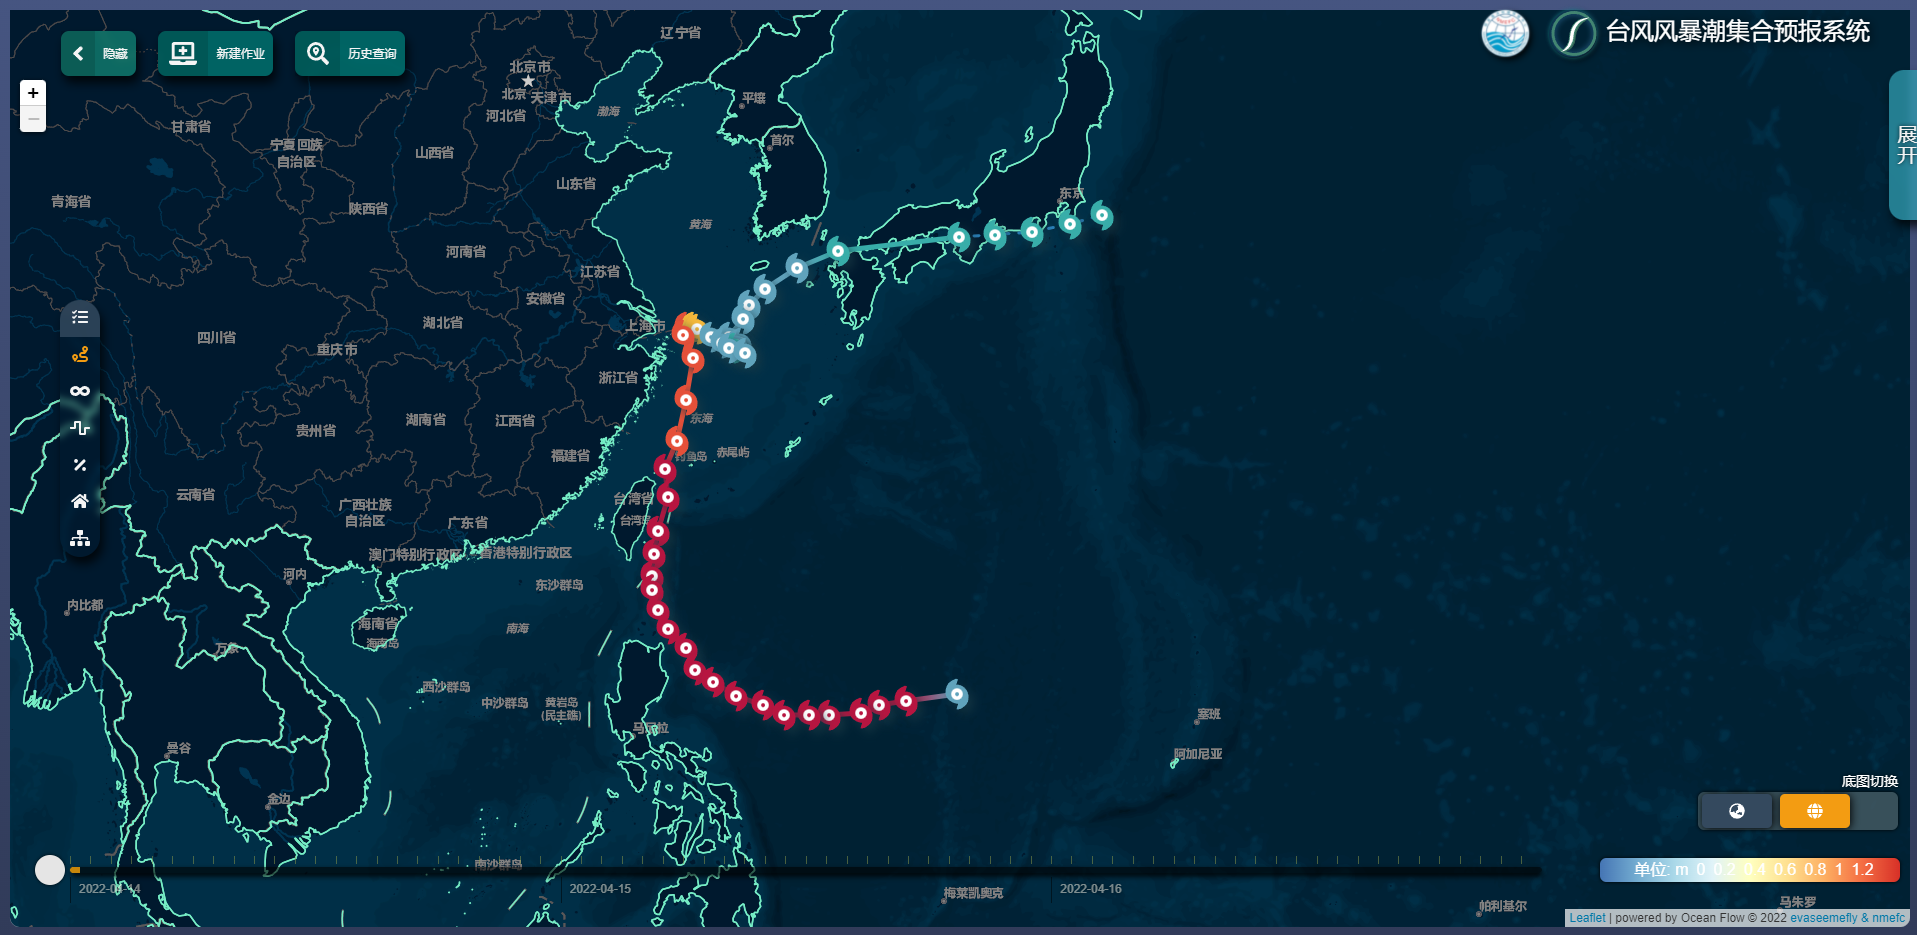 隐藏
新建作业
历史查询
台风风暴潮集合预报系统
+
−
展开
辽宁省
北京市
北京
天津市
河北省
渤海
平壤
甘肃省
首尔
宁夏回族
自治区
山西省
山东省
青海省
陕西省
东京
黄海
河南省
江苏省
安徽省
湖北省
上海市
四川省
重庆市
浙江省
湖南省
江西省
东海
贵州省
福建省
钓鱼岛
赤尾屿
云南省
台湾省
广西壮族
自治区
广东省
台湾岛
澳门特别行政区
香港特别行政区
河内
东沙群岛
内比都
海南省
南海
海南岛
万象
西沙群岛
中沙群岛
黄岩岛
(民主礁)
塞班
马尼拉
曼谷
阿加尼亚
底图切换
金边
南沙群岛
单位: m 0 0.2 0.4 0.6 0.8 1 1.2
2022-04-14
2022-04-15
2022-04-16
梅莱凯奥克
帕利基尔
马朱罗
Leaflet | powered by Ocean Flow © 2022 evaseemefly & nmefc